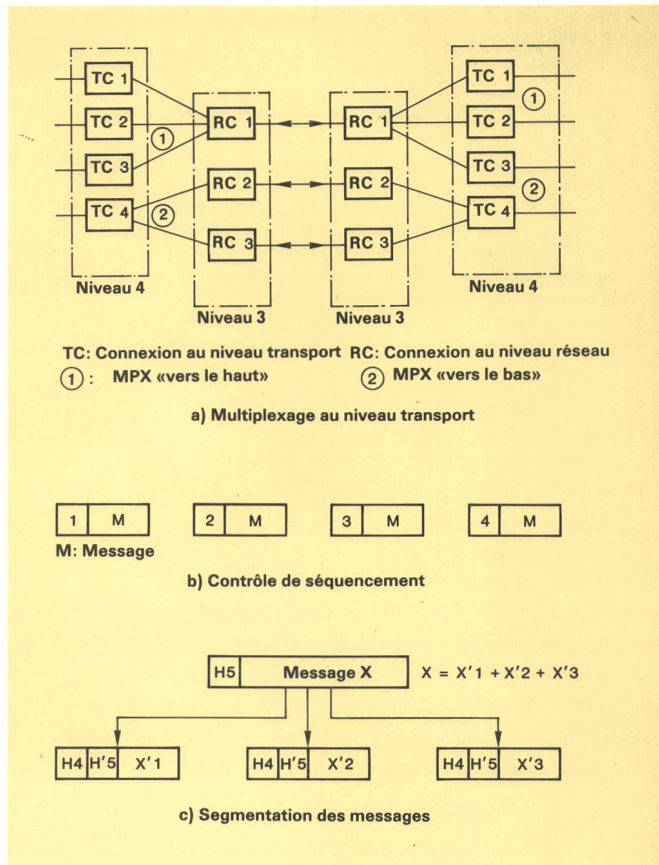 TC 1 TC 1
TC 2 RC 1 RC 1 TC 2
① ①
TC 3 TC 3
RC 2 RC 2
TC 4 ② ② TC 4
RC 3 RC 3
Niveau 4 Niveau 4
Niveau 3 Niveau 3
TC: Connexion au niveau transport RC: Connexion au niveau réseau
① : MPX «vers le haut» ② MPX «vers le bas»
a) Multiplexage au niveau transport
1 M 2 M 3 M 4 M
M: Message
b) Contrôle de séquencement
H5 Message X X = X'1 + X'2 + X'3
H4 H'5 X'1 H4 H'5 X'2 H4 H'5 X'3
c) Segmentation des messages